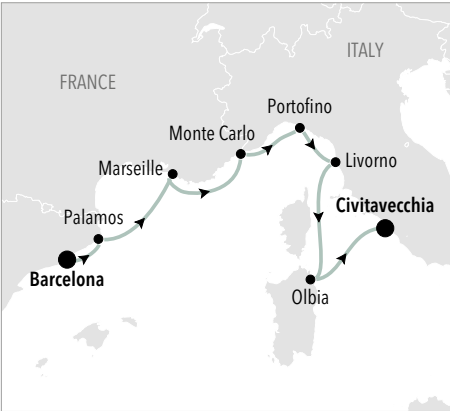 ITALY
FRANCE
Portofino
Monte Carlo
Livorno
Marseille
Civitavecchia
Palamos
Barcelona
Olbia